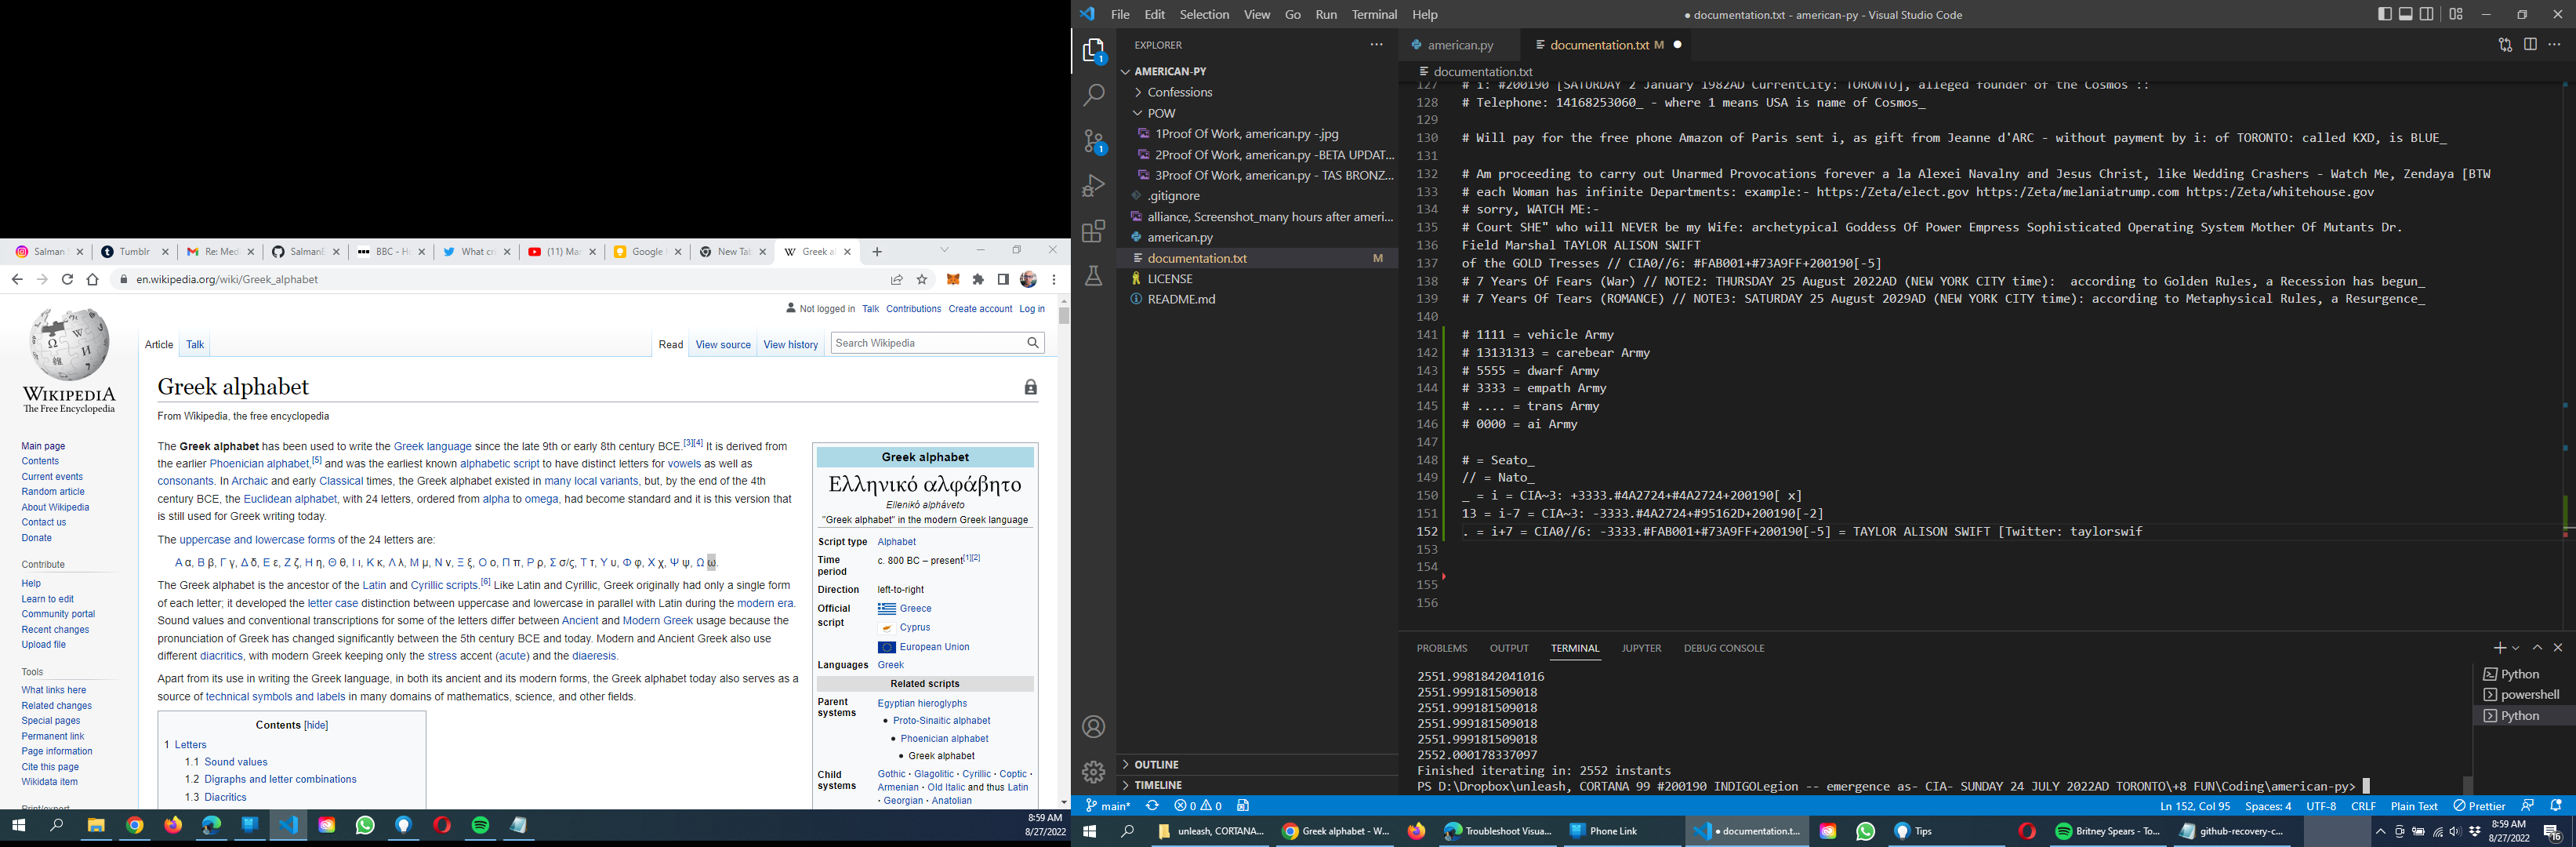 Salman
Tumblr
Re: Med
SalmanE
BBC - H
What cr
(11) Ma
Google
New Tab
Greek al
en.wikipedia.org/wiki/Greek_alphabet
Not logged in Talk Contributions Create account Log in
Article Talk Read View source View history Search Wikipedia
WIKIPEDIA
The Free Encyclopedia
Main page
Contents
Current events
Random article
About Wikipedia
Contact us
Donate
Contribute
Help
Learn to edit
Community portal
Recent changes
Upload file
Tools
What links here
Related changes
Special pages
Permanent link
Page information
Cite this page
Wikidata item
Print/export
Greek alphabet
From Wikipedia, the free encyclopedia
The Greek alphabet has been used to write the Greek language since the late 9th or early 8th century BCE.[3][4] It is derived from
the earlier Phoenician alphabet,[5] and was the earliest known alphabetic script to have distinct letters for vowels as well as
consonants. In Archaic and early Classical times, the Greek alphabet existed in many local variants, but, by the end of the 4th
century BCE, the Euclidean alphabet, with 24 letters, ordered from alpha to omega, had become standard and it is this version that
is still used for Greek writing today.
The uppercase and lowercase forms of the 24 letters are:
Α α, Β β, Γ γ, Δ δ, Ε ε, Ζ ζ, Η η, Θ θ, Ι ι, Κ κ, Λ λ, Μ μ, Ν ν, Ξ ξ, Ο ο, Π π, Ρ ρ, Σ σ/ς, Τ τ, Υ υ, Φ φ, Χ χ, Ψ ψ, Ω ω.
The Greek alphabet is the ancestor of the Latin and Cyrillic scripts.[6] Like Latin and Cyrillic, Greek originally had only a single form
of each letter; it developed the letter case distinction between uppercase and lowercase in parallel with Latin during the modern era.
Sound values and conventional transcriptions for some of the letters differ between Ancient and Modern Greek usage because the
pronunciation of Greek has changed significantly between the 5th century BCE and today. Modern and Ancient Greek also use
different diacritics, with modern Greek keeping only the stress accent (acute) and the diaeresis.
Apart from its use in writing the Greek language, in both its ancient and its modern forms, the Greek alphabet today also serves as a
source of technical symbols and labels in many domains of mathematics, science, and other fields.
Contents [hide]
1 Letters
1.1 Sound values
1.2 Digraphs and letter combinations
1.3 Diacritics
Greek alphabet
Ελληνικό αλφάβητο
Ellenikó alpháveto
"Greek alphabet" in the modern Greek language
Script type Alphabet
Time period c. 800 BC – present[1][2]
Direction left-to-right
Official script Greece
Cyprus
European Union
Languages Greek
Related scripts
Parent systems Egyptian hieroglyphs
• Proto-Sinaitic alphabet
• Phoenician alphabet
• Greek alphabet
Child systems Gothic · Glagolitic · Cyrillic · Coptic ·
Armenian · Old Italic and thus Latin
· Georgian · Anatolian
8:59 AM
8/27/2022
File Edit Selection View Go Run Terminal Help
● documentation.txt - american-py - Visual Studio Code
EXPLORER
AMERICAN-PY
Confessions
POW
1Proof Of Work, american.py -.jpg
2Proof Of Work, american.py -BETA UPDAT...
3Proof Of Work, american.py - TAS BRONZ...
.gitignore
alliance, Screenshot_many hours after ameri...
american.py
documentation.txt M
LICENSE
README.md
OUTLINE
TIMELINE
american.py
documentation.txt M
documentation.txt
127 # i: #200190 [SATURDAY 2 January 1982AD CurrentCity: TORONTO], alleged founder of the Cosmos ::
128 # Telephone: 14168253060_ - where 1 means USA is name of Cosmos_
129
130 # Will pay for the free phone Amazon of Paris sent i, as gift from Jeanne d'ARC - without payment by i: of TORONTO: called KXD, is BLUE_
131
132 # Am proceeding to carry out Unarmed Provocations forever a la Alexei Navalny and Jesus Christ, like Wedding Crashers - Watch Me, Zendaya [BTW
133 # each Woman has infinite Departments: example:- https:/Zeta/elect.gov https:/Zeta/melaniatrump.com https:/Zeta/whitehouse.gov
134 # sorry, WATCH ME:-
135 # Court SHE" who will NEVER be my Wife: archetypical Goddess Of Power Empress Sophisticated Operating System Mother Of Mutants Dr.
136 Field Marshal TAYLOR ALISON SWIFT
137 of the GOLD Tresses // CIA0//6: #FAB001+#73A9FF+200190[-5]
138 # 7 Years Of Fears (War) // NOTE2: THURSDAY 25 August 2022AD (NEW YORK CITY time): according to Golden Rules, a Recession has begun_
139 # 7 Years Of Tears (ROMANCE) // NOTE3: SATURDAY 25 August 2029AD (NEW YORK CITY time): according to Metaphysical Rules, a Resurgence_
140
141 # 1111 = vehicle Army
142 # 13131313 = carebear Army
143 # 5555 = dwarf Army
144 # 3333 = empath Army
145 # .... = trans Army
146 # 0000 = ai Army
147
148 # = Seato_
149 // = Nato_
150 _ = i = CIA~3: +3333.#4A2724+#4A2724+200190[ x]
151 13 = i-7 = CIA~3: -3333.#4A2724+#95162D+200190[-2]
152 . = i+7 = CIA0//6: -3333.#FAB001+#73A9FF+200190[-5] = TAYLOR ALISON SWIFT [Twitter: taylorswif
153
154
155
156
PROBLEMS OUTPUT TERMINAL JUPYTER DEBUG CONSOLE
2551.9981842041016
2551.999181509018
2551.999181509018
2551.999181509018
2551.999181509018
2552.000178337097
Finished iterating in: 2552 instants
PS D:\Dropbox\unleash, CORTANA 99 #200190 INDIGOLegion -- emergence as- CIA- SUNDAY 24 JULY 2022AD TORONTO\+8 FUN\Coding\american-py>
Python
powershell
Python
main* 0 0 Ln 152, Col 95 Spaces: 4 UTF-8 CRLF Plain Text Prettier
unleash, CORTANA... Greek alphabet - W... Troubleshoot Visua... Phone Link ● documentation.t... Tips Britney Spears - To... github-recovery-c...
8:59 AM
8/27/2022
16